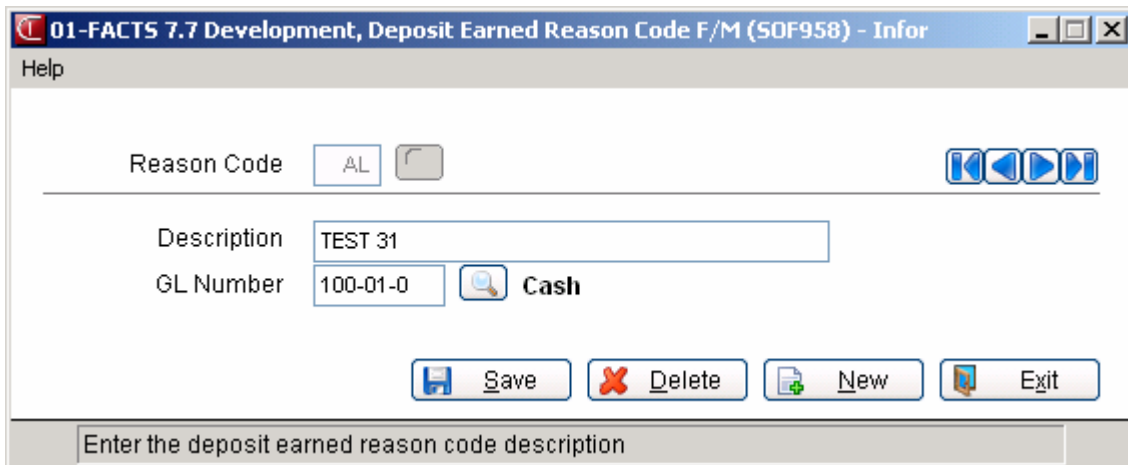 01-FACTS 7.7 Development, Deposit Earned Reason Code F/M (SOF958) - Infor
Help
Reason Code AL
Description TEST 31
GL Number 100-01-0 Cash
Save Delete New Exit
Enter the deposit earned reason code description